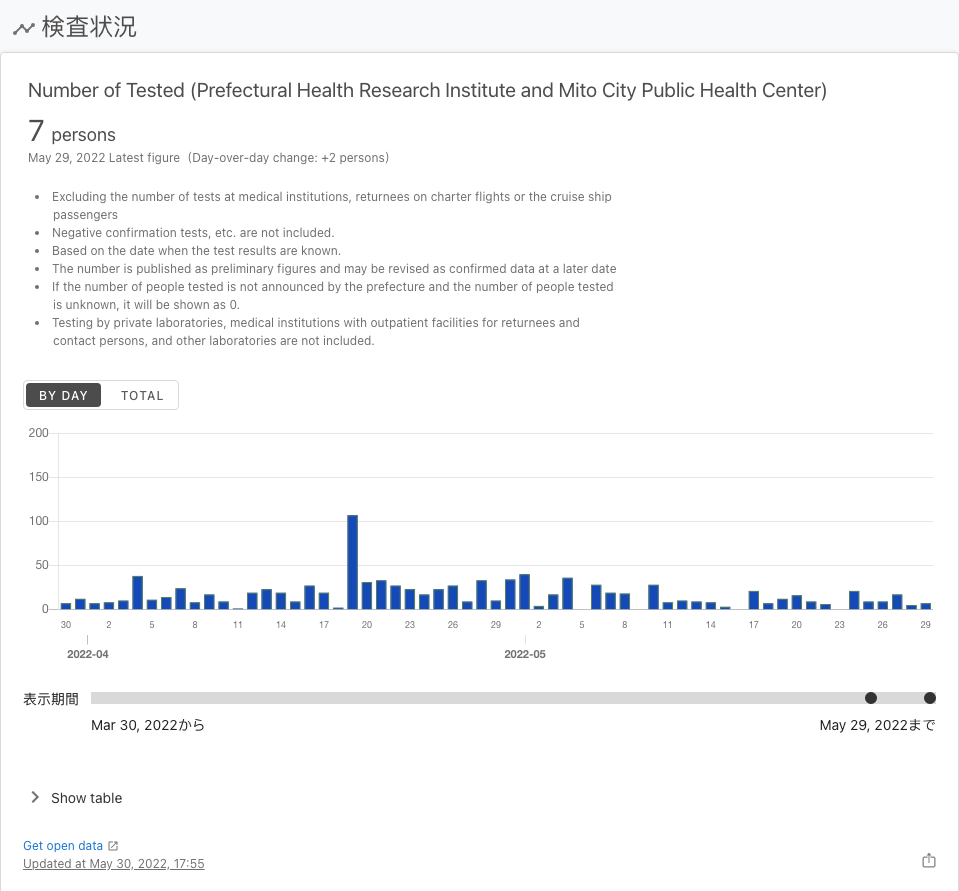 検査状況
Number of Tested (Prefectural Health Research Institute and Mito City Public Health Center)
7 persons
May 29, 2022 Latest figure (Day-over-day change: +2 persons)
• Excluding the number of tests at medical institutions, returnees on charter flights or the cruise ship
passengers
• Negative confirmation tests, etc. are not included.
• Based on the date when the test results are known.
• The number is published as preliminary figures and may be revised as confirmed data at a later date
• If the number of people tested is not announced by the prefecture and the number of people tested
is unknown, it will be shown as 0.
• Testing by private laboratories, medical institutions with outpatient facilities for returnees and
contact persons, and other laboratories are not included.
BY DAY TOTAL
200
150
100
50
0
30 2 5 8 11 14 17 20 23 26 29 2 5 8 11 14 17 20 23 26 29
2022-04 2022-05
表示期間
Mar 30, 2022から May 29, 2022まで
Show table
Get open data
Updated at May 30, 2022, 17:55